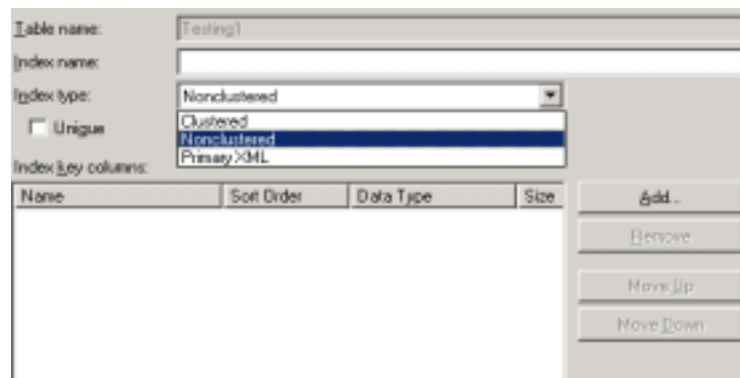 Table name: Testing1
Index name:
Index type: Nonclustered
Clustered
Unique Nonclustered
Primary XML
Index key columns:
Name Sort Order Data Type Size
Add...
Remove
Move Up
Move Down